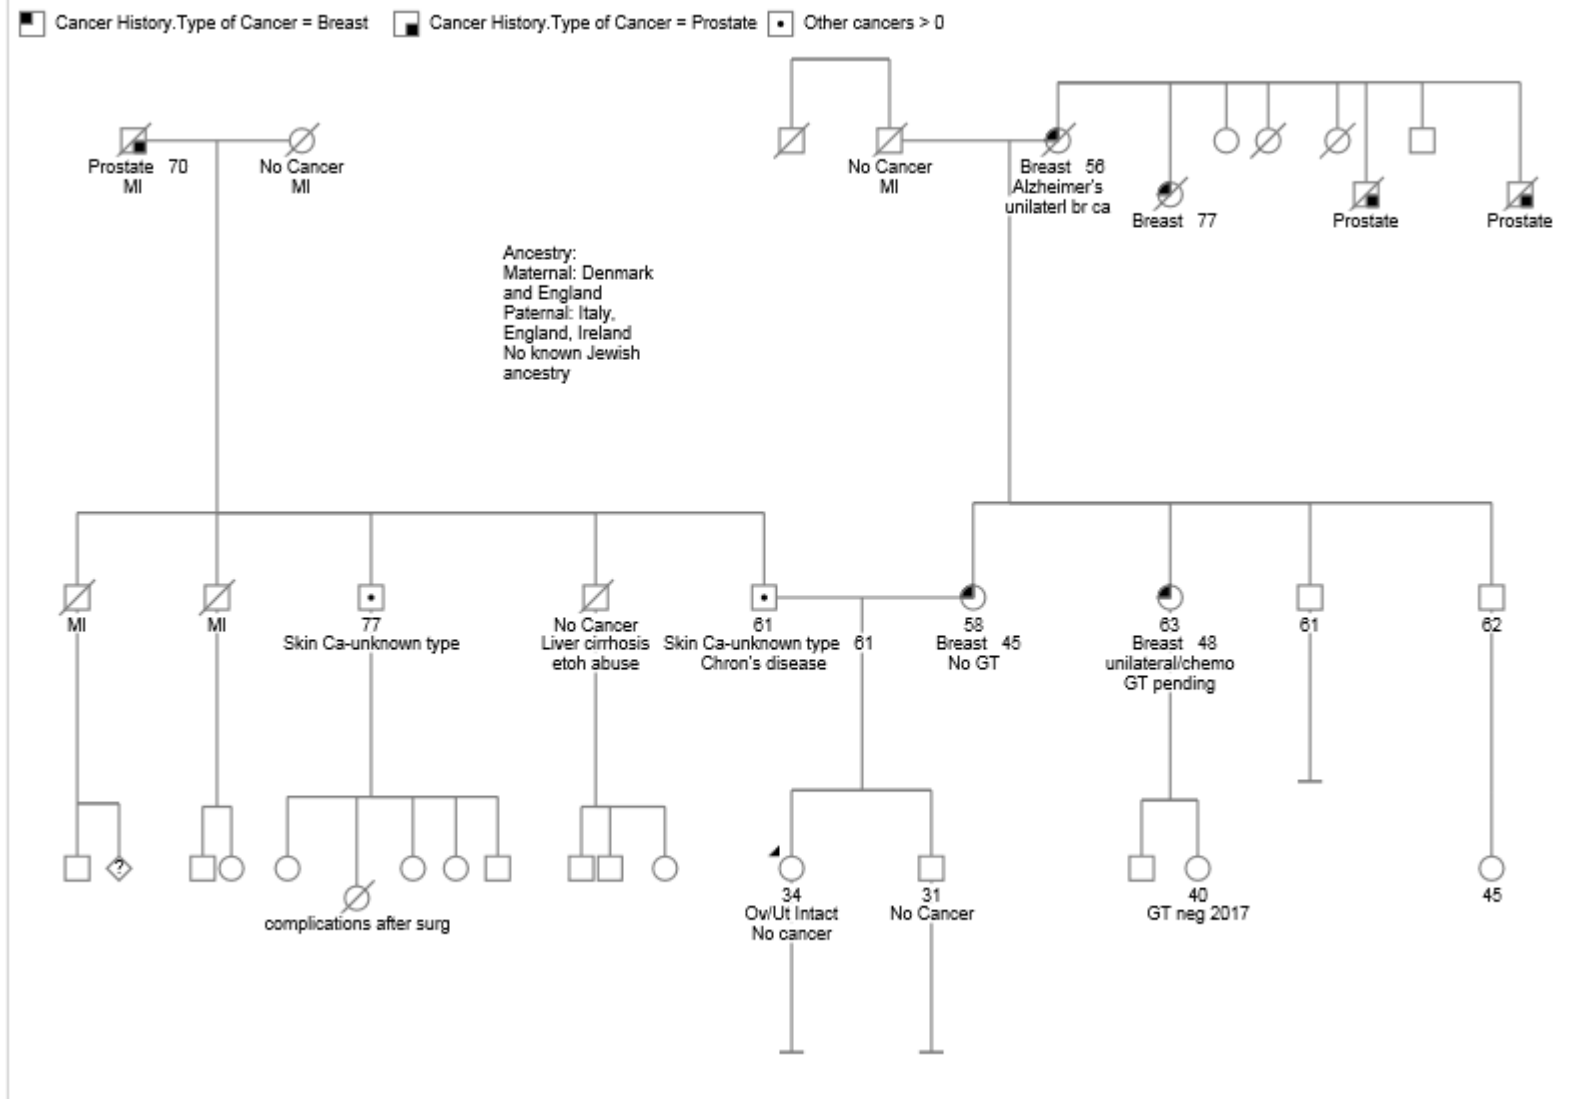 Cancer History.Type of Cancer = Breast
Cancer History.Type of Cancer = Prostate
Other cancers > 0
Prostate 70
MI
No Cancer
MI
No Cancer
MI
Breast 56
Alzheimer's
unilaterl br ca
Breast 77
Prostate
Prostate
Ancestry:
Maternal: Denmark
and England
Paternal: Italy,
England, Ireland
No known Jewish
ancestry
MI
MI
77
Skin Ca-unknown type
No Cancer
Liver cirrhosis
etoh abuse
61
Skin Ca-unknown type 61
Chron's disease
58
Breast 45
No GT
63
Breast 48
unilateral/chemo
GT pending
61
62
?
complications after surg
34
Ov/Ut Intact
No cancer
31
No Cancer
40
GT neg 2017
45